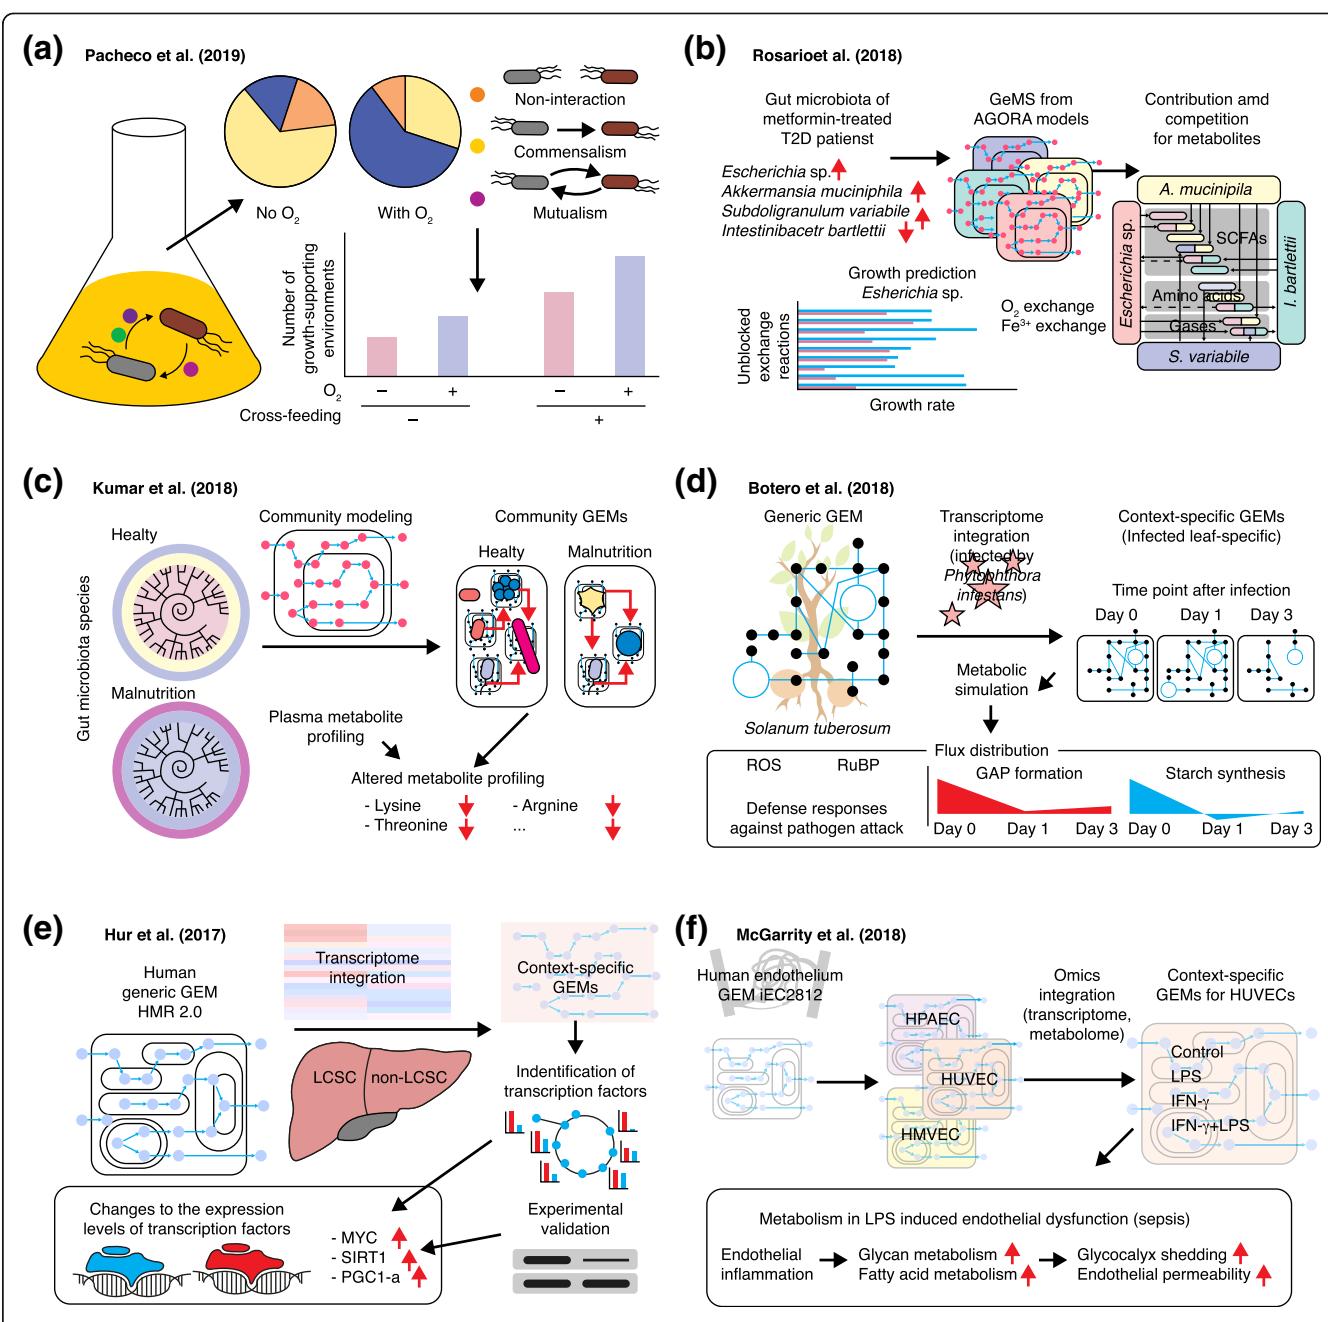 (a)
Pacheco et al. (2019)
No O2
With O2
Non-interaction
Commensalism
Mutualism
Number of
growth-supporting
environments
O2
−
+
−
+
Cross-feeding
−
+
(b)
Rosarioet al. (2018)
Gut microbiota of
metformin-treated
T2D patienst
Escherichia sp.
Akkermansia muciniphila
Subdoligranulum variabile
Intestinibacetr bartlettii
GeMS from
AGORA models
Contribution amd
competition
for metabolites
A. mucinipila
Escherichia sp.
SCFAs
Amino acids
Gases
I. bartlettii
S. variabile
Growth prediction
Escherichia sp.
O2 exchange
Fe3+ exchange
Unblocked
exchange
reactions
Growth rate
(c)
Kumar et al. (2018)
Gut microbiota species
Healty
Malnutrition
Community modeling
Community GEMs
Healty
Malnutrition
Plasma metabolite
profiling
Altered metabolite profiling
- Lysine
- Threonine
- Argnine
...
(d)
Botero et al. (2018)
Generic GEM
Solanum tuberosum
Transcriptome
integration
(infected by
Phytophthora
infestans)
Context-specific GEMs
(Infected leaf-specific)
Time point after infection
Day 0
Day 1
Day 3
Metabolic
simulation
Flux distribution
ROS
RuBP
Defense responses
against pathogen attack
GAP formation
Day 0
Day 1
Day 3
Starch synthesis
Day 0
Day 1
Day 3
(e)
Hur et al. (2017)
Human
generic GEM
HMR 2.0
Transcriptome
integration
LCSC
non-LCSC
Context-specific
GEMs
Indentification of
transcription factors
Experimental
validation
Changes to the expression
levels of transcription factors
- MYC
- SIRT1
- PGC1-a
(f)
McGarrity et al. (2018)
Human endothelium
GEM iEC2812
HPAEC
HUVEC
HMVEC
Omics
integration
(transcriptome,
metabolome)
Context-specific
GEMs for HUVECs
Control
LPS
IFN-γ
IFN-γ+LPS
Metabolism in LPS induced endothelial dysfunction (sepsis)
Endothelial
inflammation
Glycan metabolism
Fatty acid metabolism
Glycocalyx shedding
Endothelial permeability